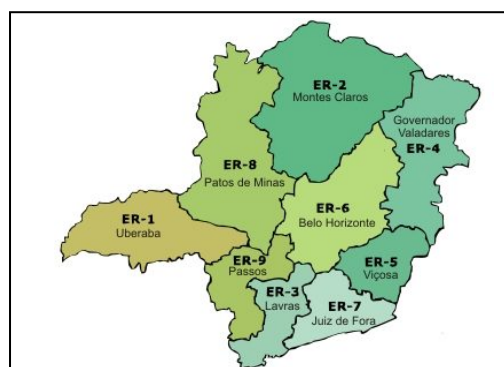 ER-2
Montes Claros
Governador
Valadares
ER-4
ER-8
Patos de Minas
ER-6
Belo Horizonte
ER-1
Uberaba
ER-5
Viçosa
ER-9
Passos
ER-3
Lavras
ER-7
Juiz de Fora